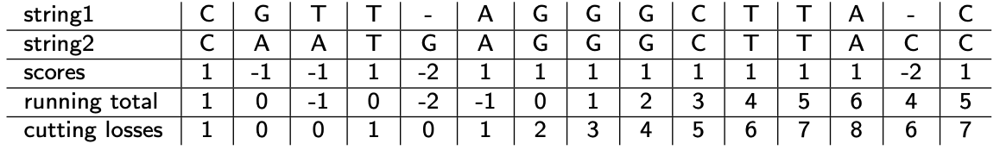 string1 C G T T - A G G G C T T A - C
string2 C A A T G A G G G C T T A C C
scores 1 -1 -1 1 -2 1 1 1 1 1 1 1 1 -2 1
running total 1 0 -1 0 -2 -1 0 1 2 3 4 5 6 4 5
cutting losses 1 0 0 1 0 1 2 3 4 5 6 7 8 6 7